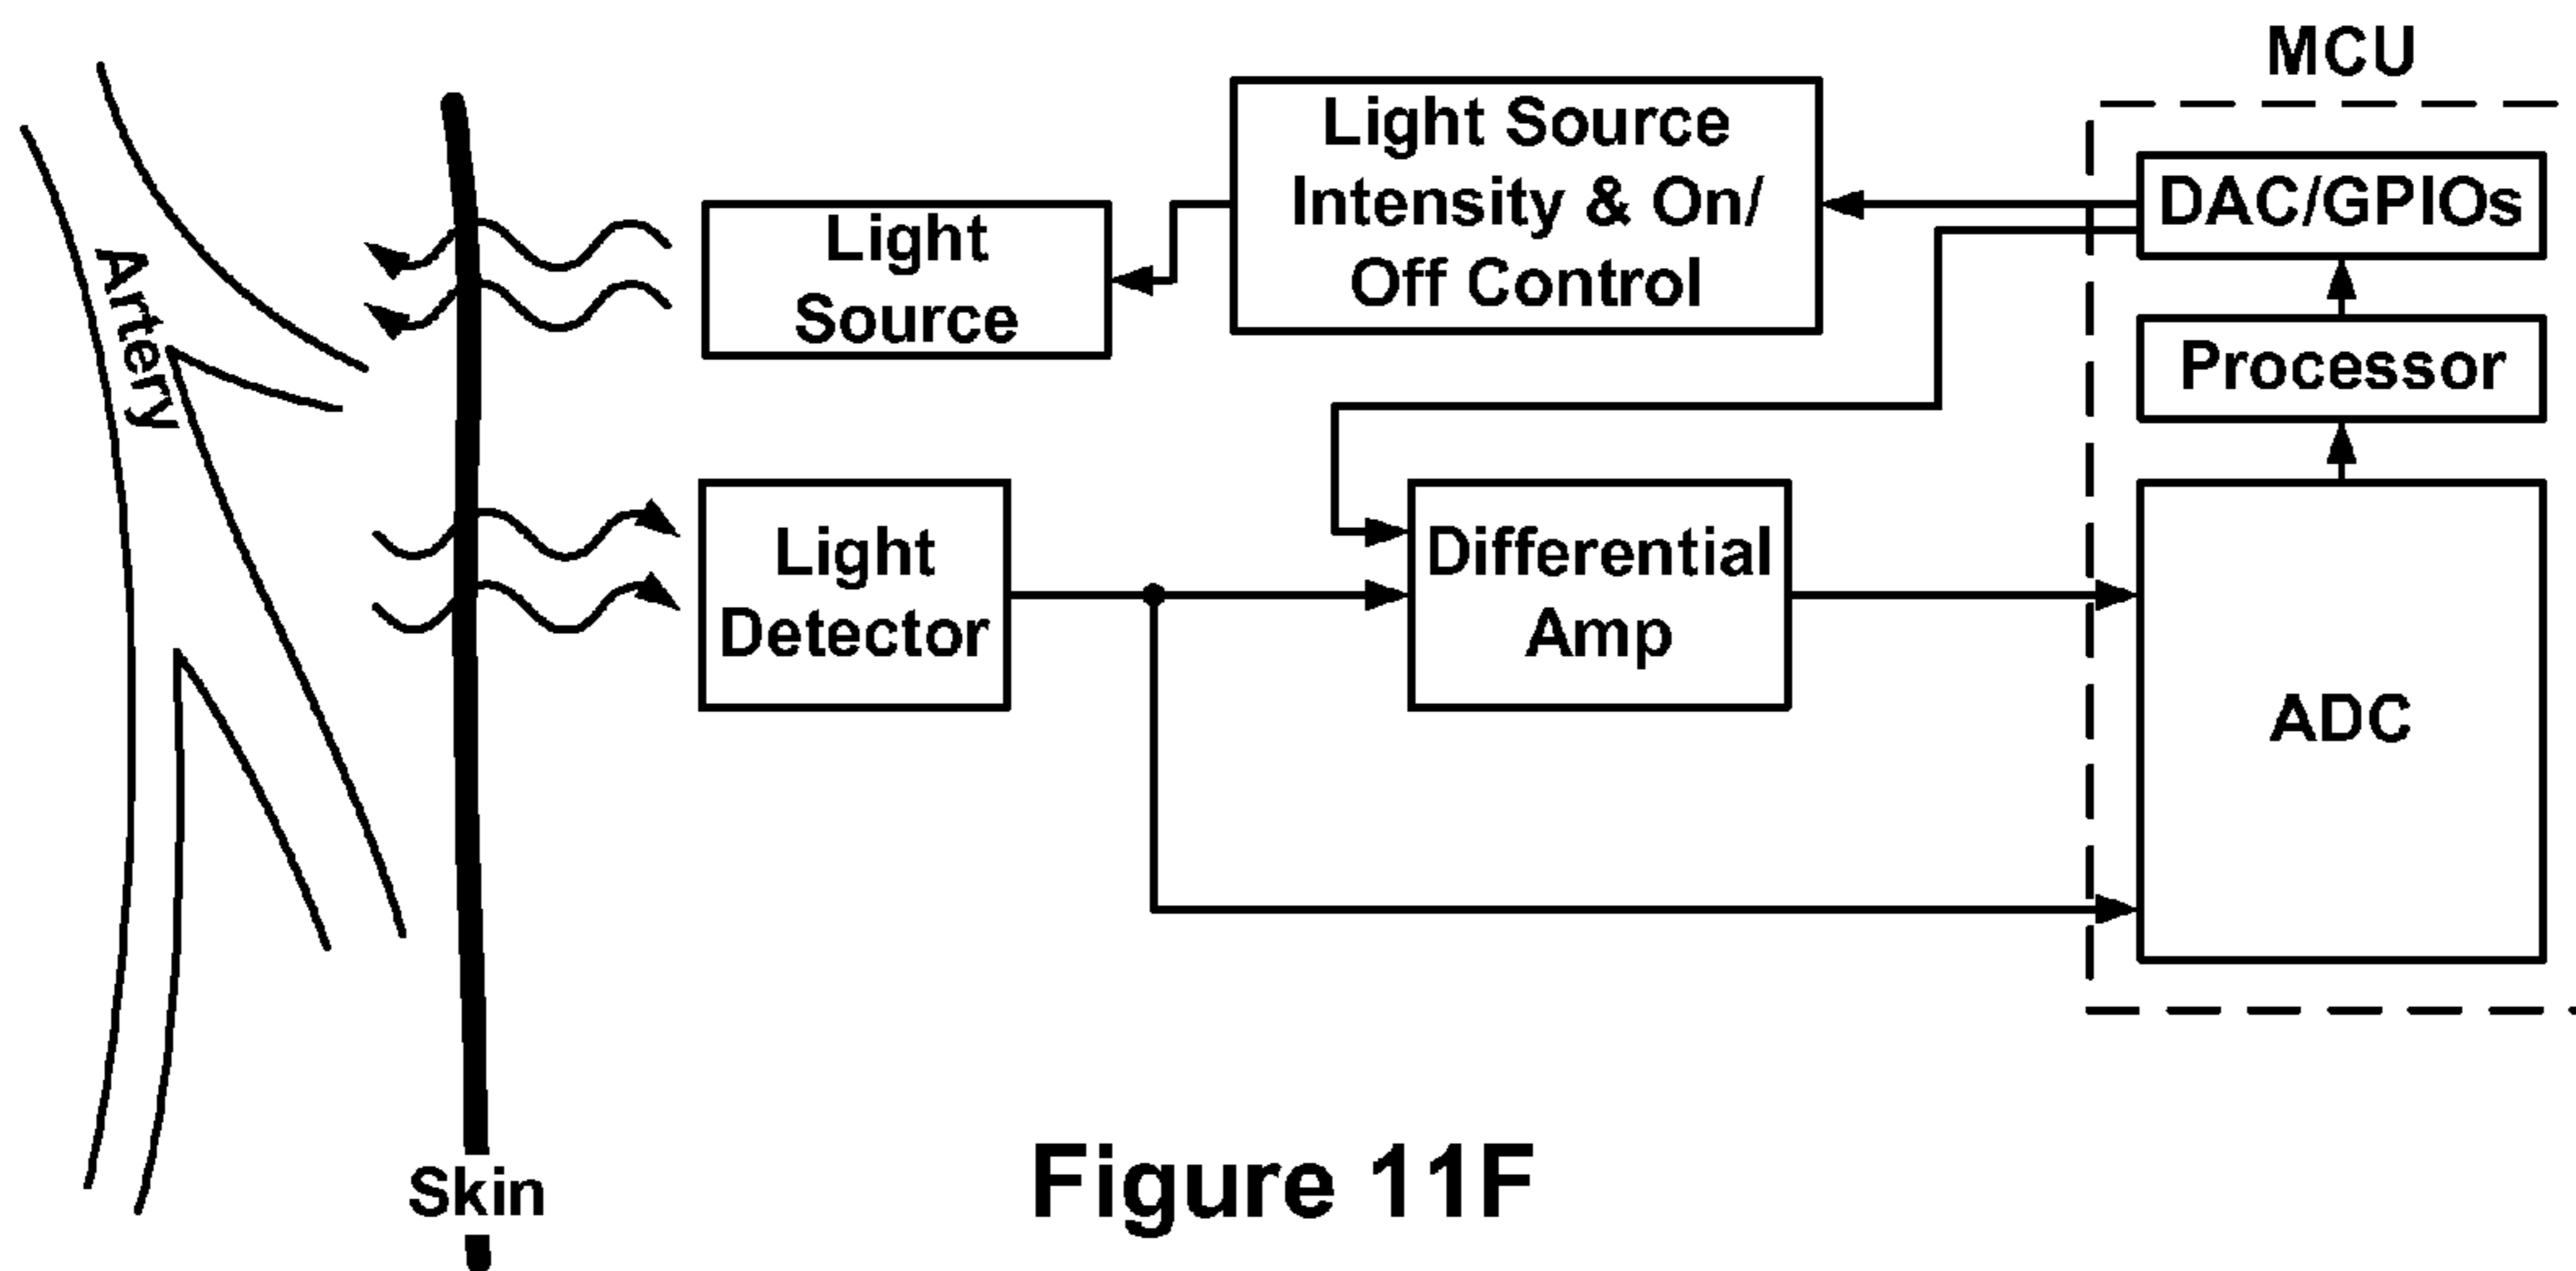 MCU
Light Source
Intensity & On/
Off Control
DAC/GPIOs
Light
Source
Artery
Processor
Light
Detector
Differential
Amp
ADC
Skin
Figure 11F